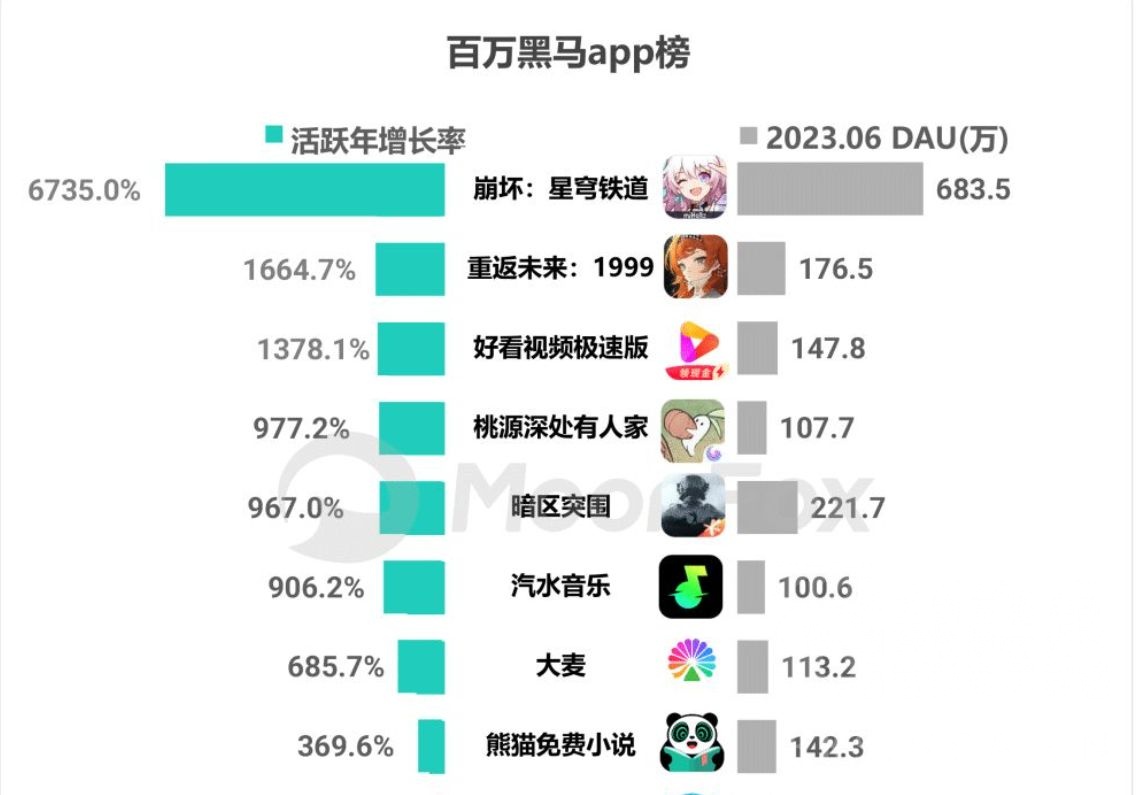 百万黑马app榜
活跃年增长率 2023.06 DAU(万)
6735.0% 崩坏：星穹铁道 miHoYo 683.5
1664.7% 重返未来：1999 176.5
1378.1% 好看视频极速版 领现金 147.8
977.2% 桃源深处有人家 107.7
967.0% 暗区突围 221.7
MoonFox
906.2% 汽水音乐 100.6
685.7% 大麦 113.2
369.6% 熊猫免费小说 142.3